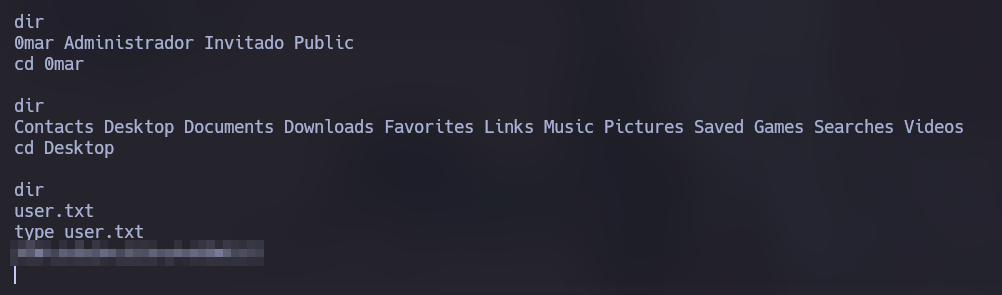 dir
0mar Administrador Invitado Public
cd 0mar
dir
Contacts Desktop Documents Downloads Favorites Links Music Pictures Saved Games Searches Videos
cd Desktop
dir
user.txt
type user.txt